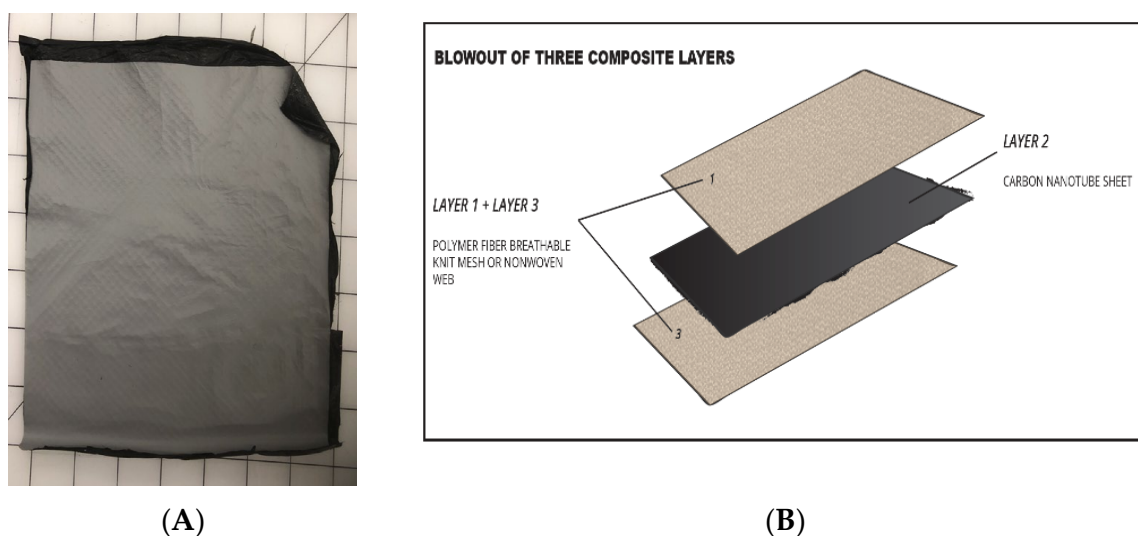 BLOWOUT OF THREE COMPOSITE LAYERS
1
LAYER 2
CARBON NANOTUBE SHEET
LAYER 1 + LAYER 3
POLYMER FIBER BREATHABLE
KNIT MESH OR NONWOVEN
WEB
3
(A)
(B)